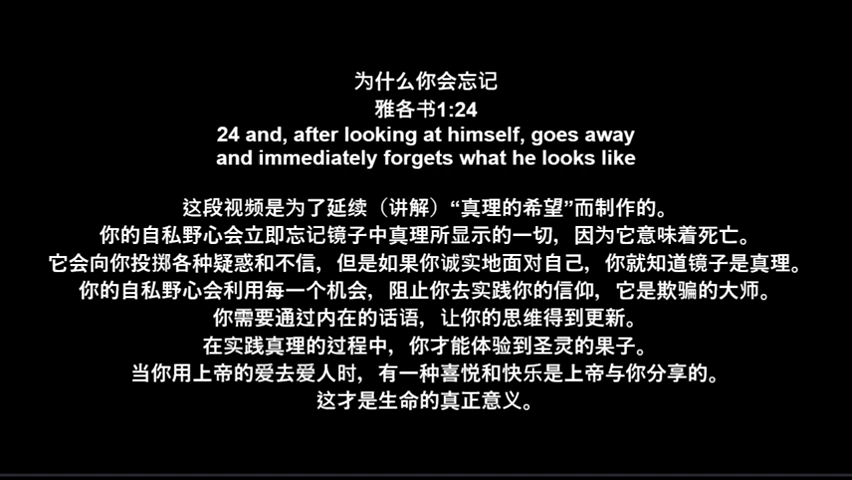 为什么你会忘记
雅各书1:24
24 and, after looking at himself, goes away
and immediately forgets what he looks like
这段视频是为了延续（讲解）“真理的希望”而制作的。
你的自私野心会立即忘记镜子中真理所显示的一切，因为它意味着死亡。
它会向你投掷各种疑惑和不信，但是如果你诚实地面对自己，你就知道镜子是真理。
你的自私野心会利用每一个机会，阻止你去实践你的信仰，它是欺骗的大师。
你需要通过内在的话语，让你的思维得到更新。
在实践真理的过程中，你才能体验到圣灵的果子。
当你用上帝的爱去爱人时，有一种喜悦和快乐是上帝与你分享的。
这才是生命的真正意义。